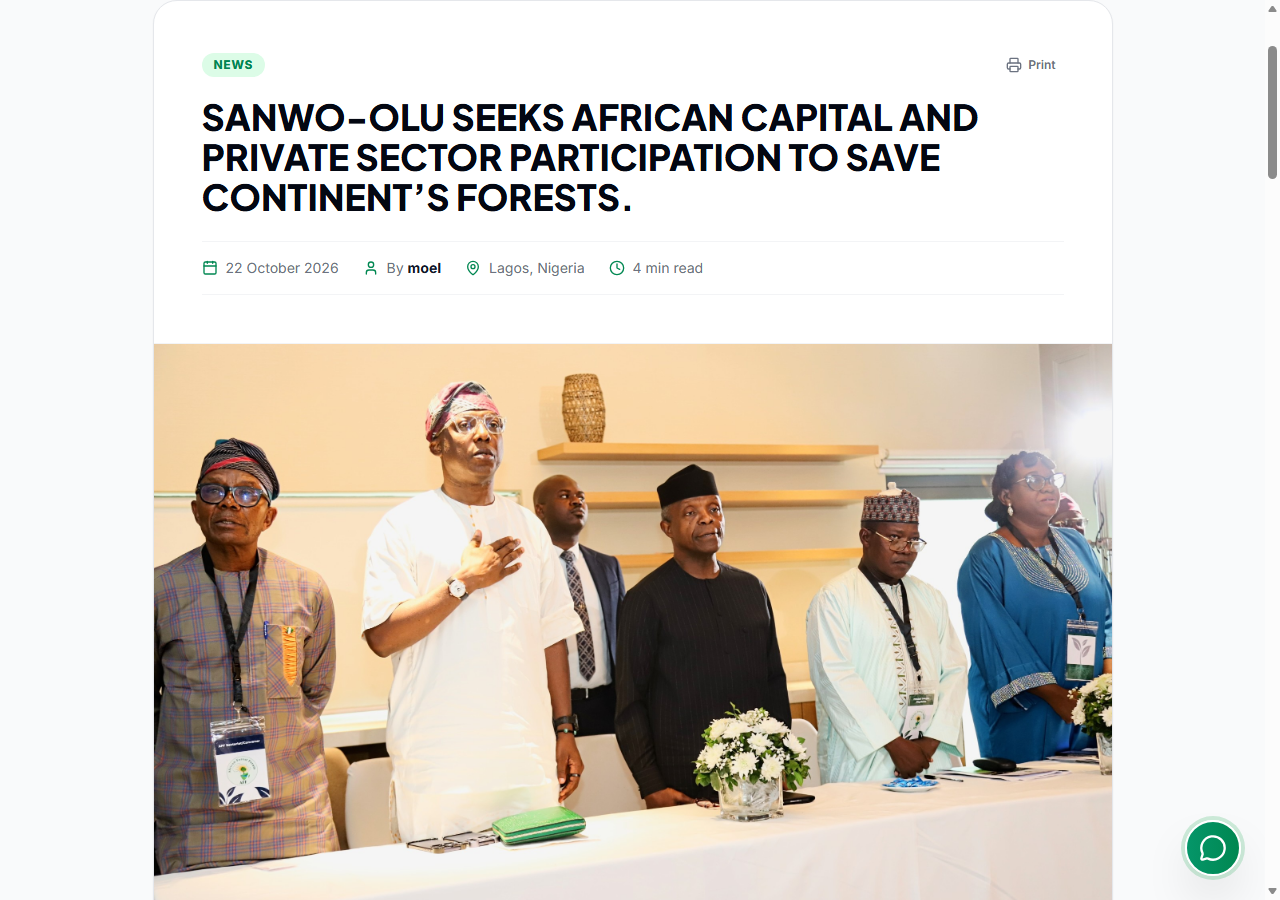 NEWS
Print
SANWO-OLU SEEKS AFRICAN CAPITAL AND
PRIVATE SECTOR PARTICIPATION TO SAVE
CONTINENT’S FORESTS.
22 October 2026
By moel
Lagos, Nigeria
4 min read